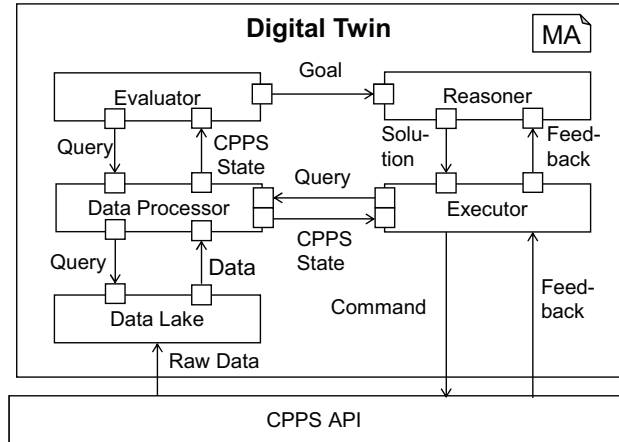 Digital Twin
MA
Goal
Evaluator
Reasoner
Query
CPPS
State
Solu-
tion
Feed-
back
Query
Data Processor
Executor
CPPS
State
Query
Data
Command
Feed-
back
Data Lake
Raw Data
CPPS API